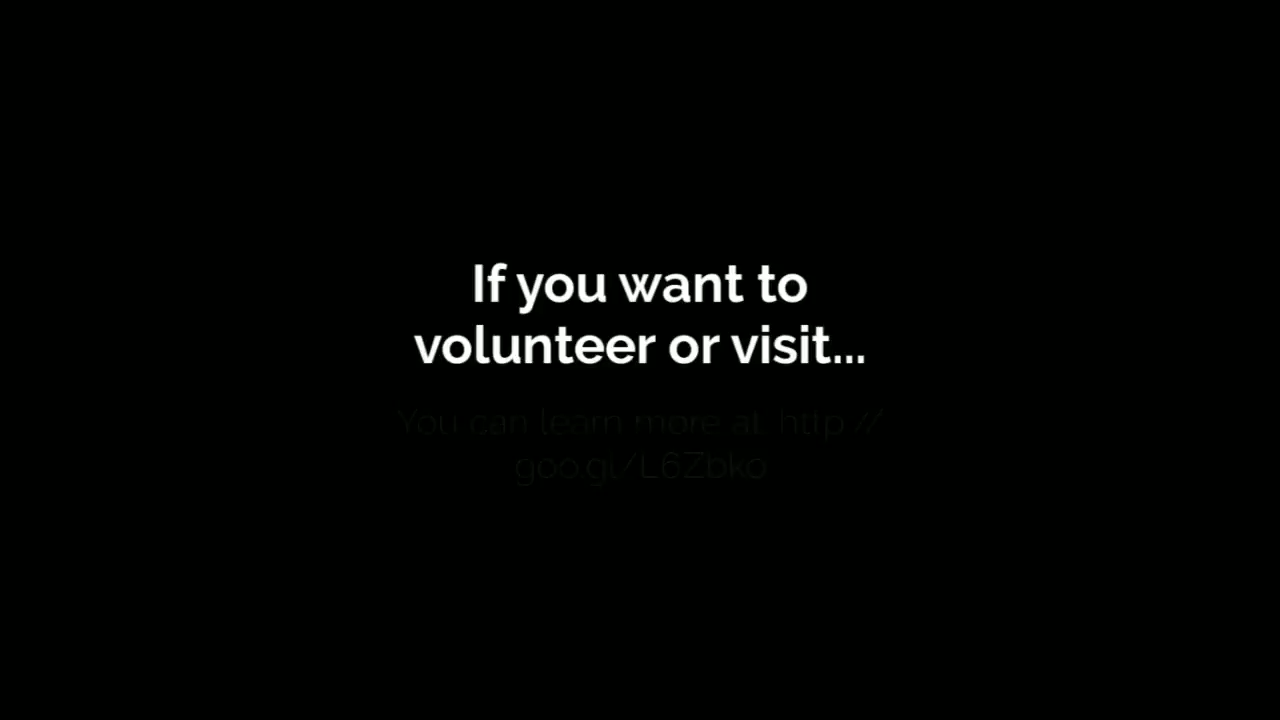 If you want to
volunteer or visit...
You can learn more at http://
goo.gl/L6Zbko